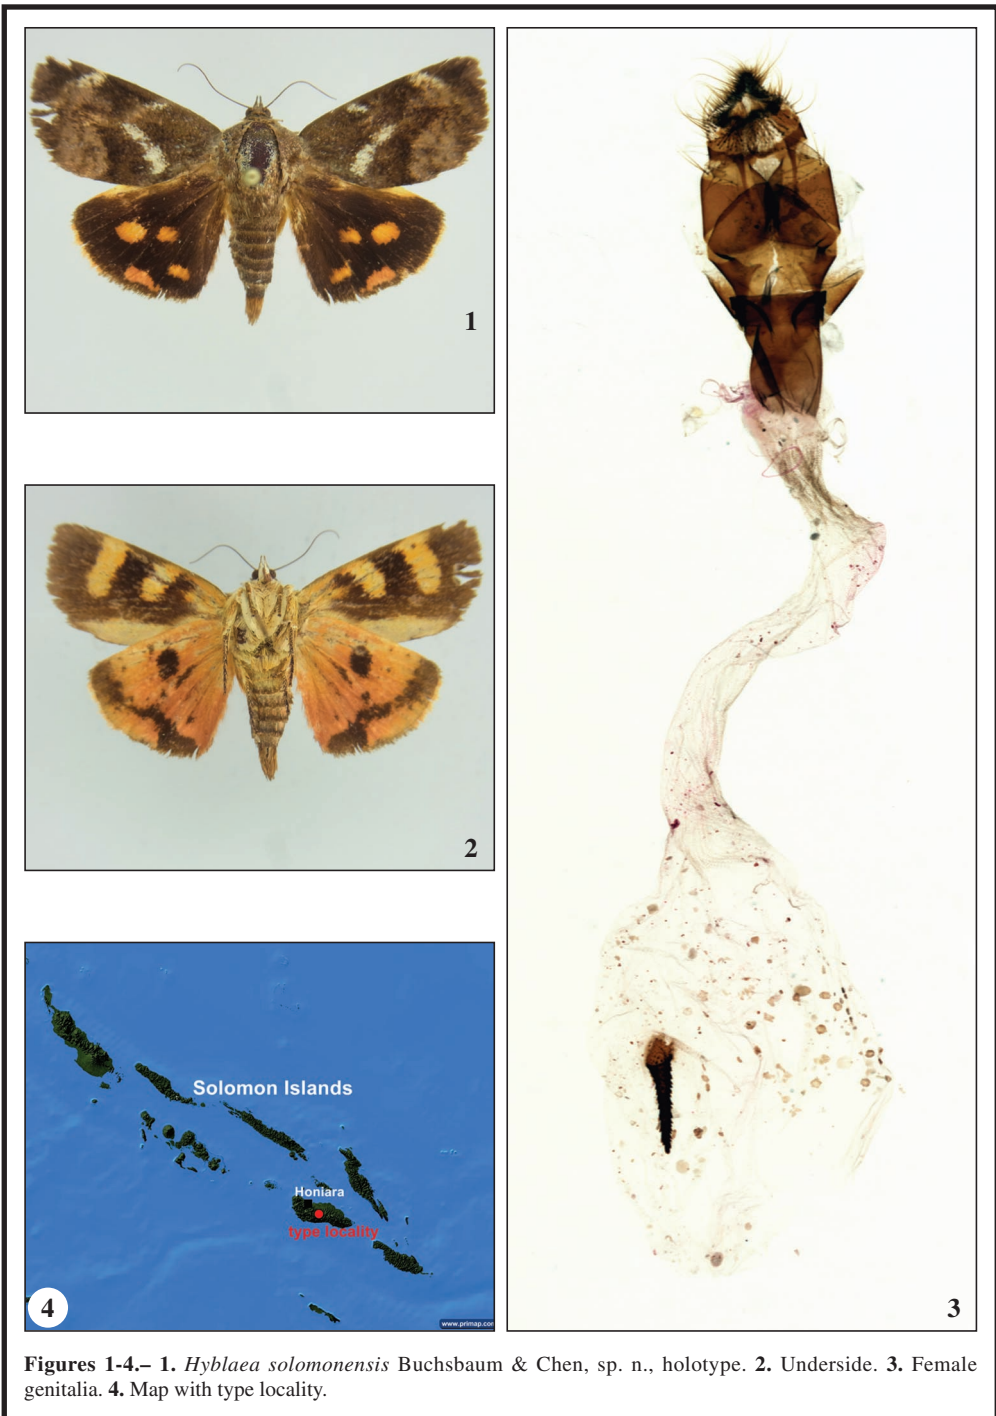 1
2
Solomon Islands
Honiara
type locality
4
www.primap.com
3
Figures 1-4.– 1. Hyblaea solomonensis Buchsbaum & Chen, sp. n., holotype. 2. Underside. 3. Female
genitalia. 4. Map with type locality.